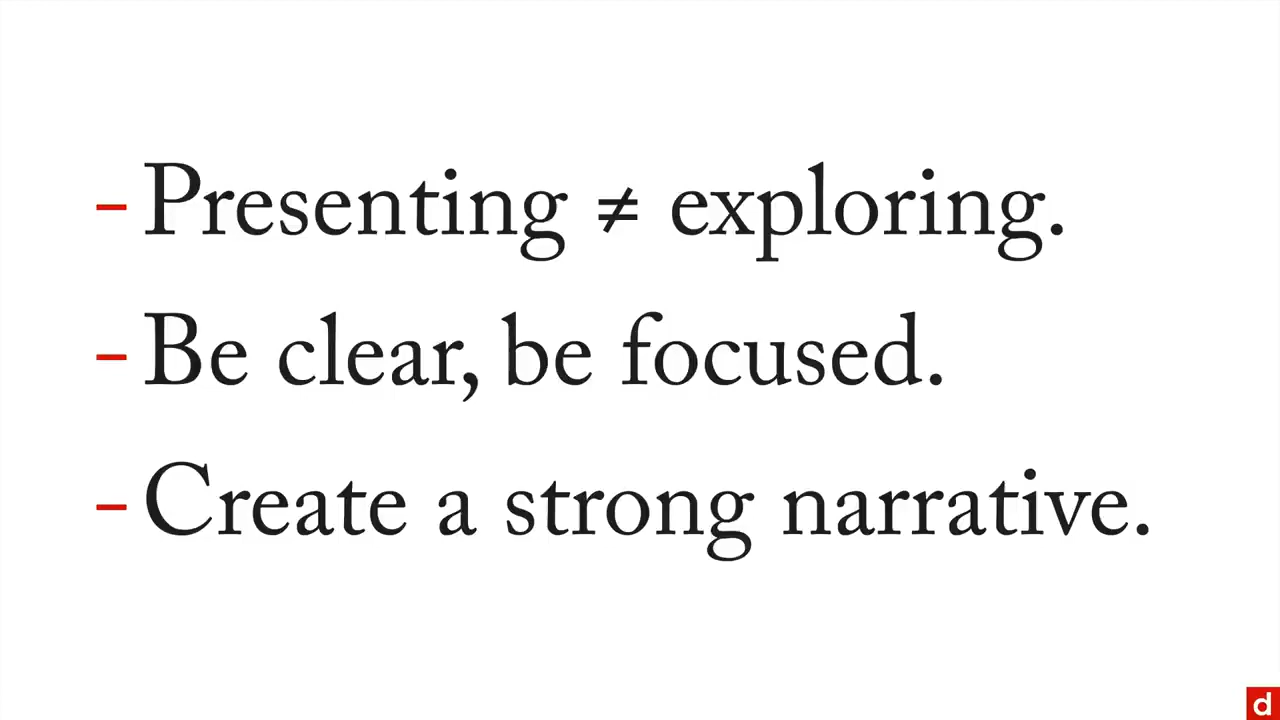 - Presenting ≠ exploring.
- Be clear, be focused.
- Create a strong narrative.
d